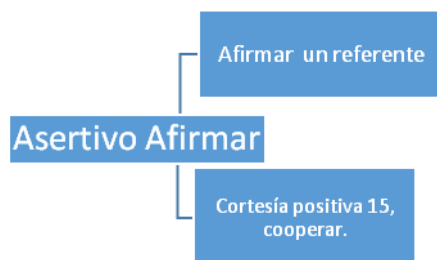 Afirmar un referente
Asertivo Afirmar
Cortesía positiva 15,
cooperar.